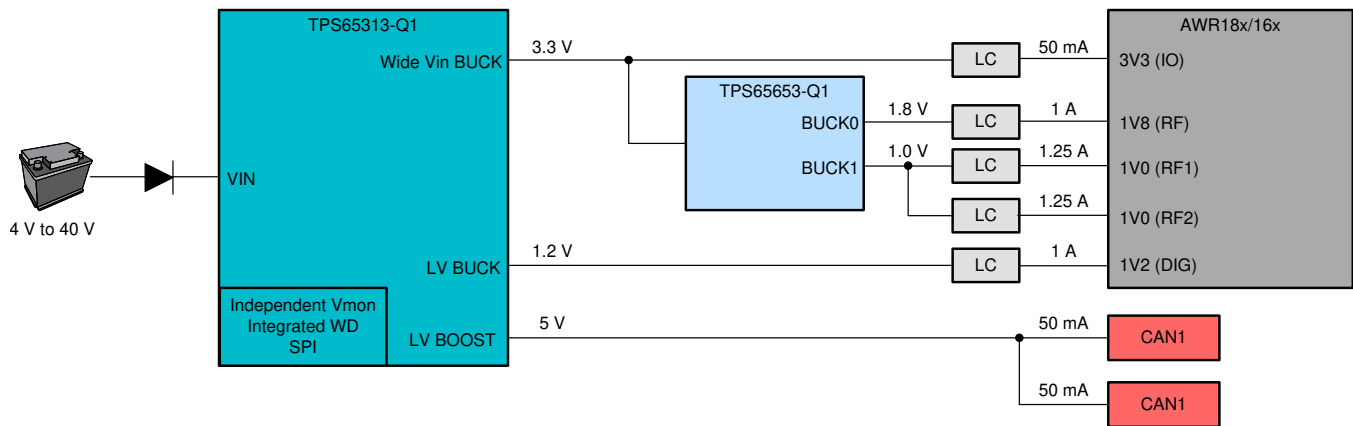 TPS65313-Q1
AWR18x/16x
3.3 V
50 mA
Wide Vin BUCK
LC
3V3 (IO)
TPS65653-Q1
1.8 V
1 A
BUCK0
LC
1V8 (RF)
1.0 V
1.25 A
BUCK1
LC
1V0 (RF1)
VIN
1.25 A
LC
1V0 (RF2)
4 V to 40 V
1.2 V
1 A
LV BUCK
LC
1V2 (DIG)
Independent Vmon
Integrated WD
SPI
5 V
50 mA
LV BOOST
CAN1
50 mA
CAN1